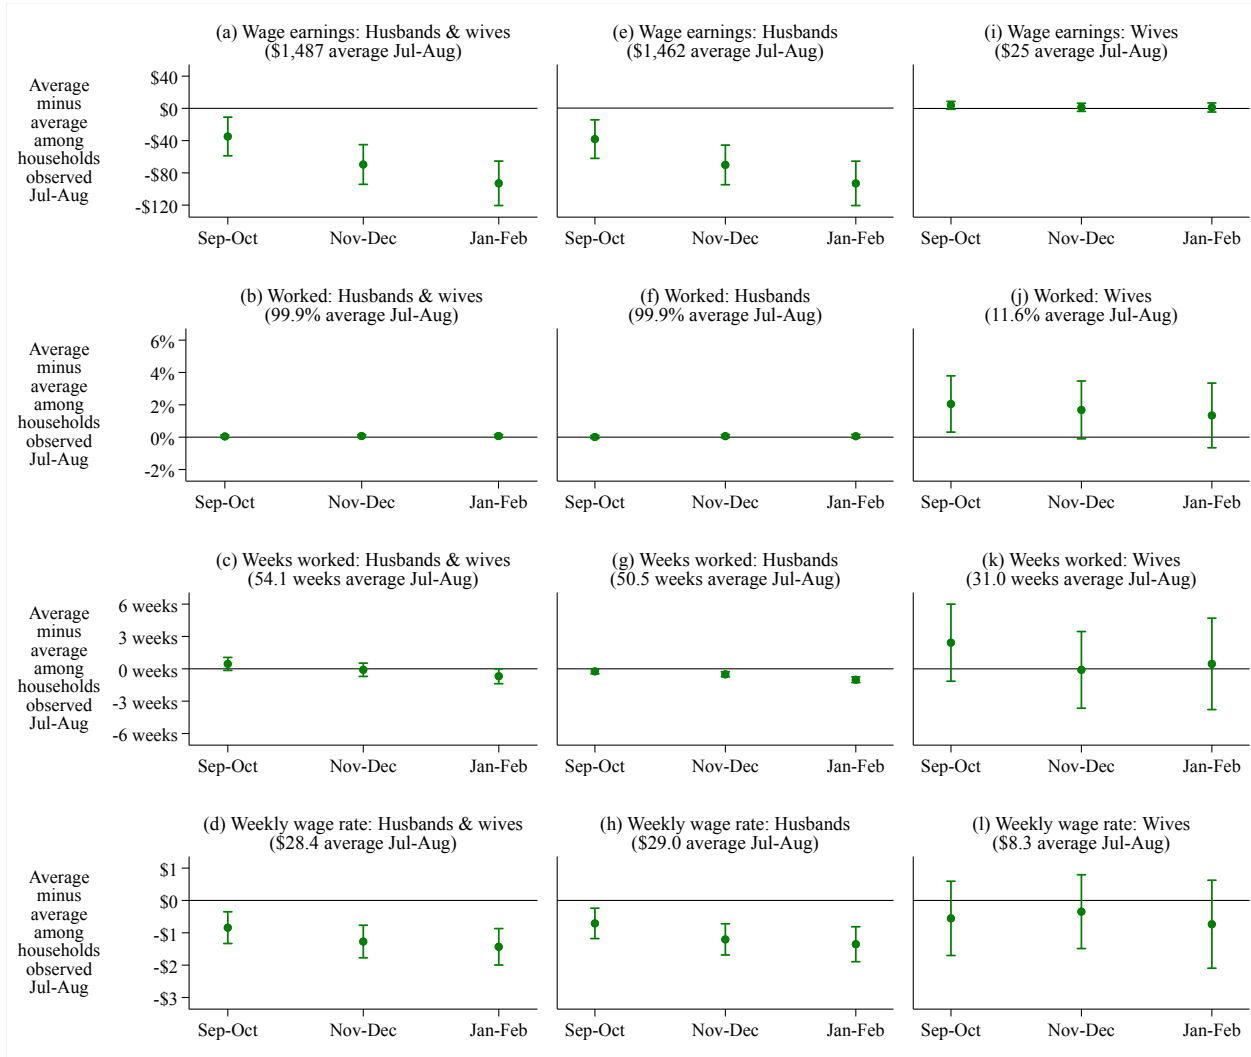 (a) Wage earnings: Husbands & wives
($1,487 average Jul-Aug)
(e) Wage earnings: Husbands
($1,462 average Jul-Aug)
(i) Wage earnings: Wives
($25 average Jul-Aug)
Average
minus
average
among
households
observed
Jul-Aug
$40
$0
-$40
-$80
-$120
Sep-Oct
Nov-Dec
Jan-Feb
Sep-Oct
Nov-Dec
Jan-Feb
Sep-Oct
Nov-Dec
Jan-Feb
(b) Worked: Husbands & wives
(99.9% average Jul-Aug)
(f) Worked: Husbands
(99.9% average Jul-Aug)
(j) Worked: Wives
(11.6% average Jul-Aug)
Average
minus
average
among
households
observed
Jul-Aug
6%
4%
2%
0%
-2%
Sep-Oct
Nov-Dec
Jan-Feb
Sep-Oct
Nov-Dec
Jan-Feb
Sep-Oct
Nov-Dec
Jan-Feb
(c) Weeks worked: Husbands & wives
(54.1 weeks average Jul-Aug)
(g) Weeks worked: Husbands
(50.5 weeks average Jul-Aug)
(k) Weeks worked: Wives
(31.0 weeks average Jul-Aug)
Average
minus
average
among
households
observed
Jul-Aug
6 weeks
3 weeks
0 weeks
-3 weeks
-6 weeks
Sep-Oct
Nov-Dec
Jan-Feb
Sep-Oct
Nov-Dec
Jan-Feb
Sep-Oct
Nov-Dec
Jan-Feb
(d) Weekly wage rate: Husbands & wives
($28.4 average Jul-Aug)
(h) Weekly wage rate: Husbands
($29.0 average Jul-Aug)
(l) Weekly wage rate: Wives
($8.3 average Jul-Aug)
Average
minus
average
among
households
observed
Jul-Aug
$1
$0
-$1
-$2
-$3
Sep-Oct
Nov-Dec
Jan-Feb
Sep-Oct
Nov-Dec
Jan-Feb
Sep-Oct
Nov-Dec
Jan-Feb